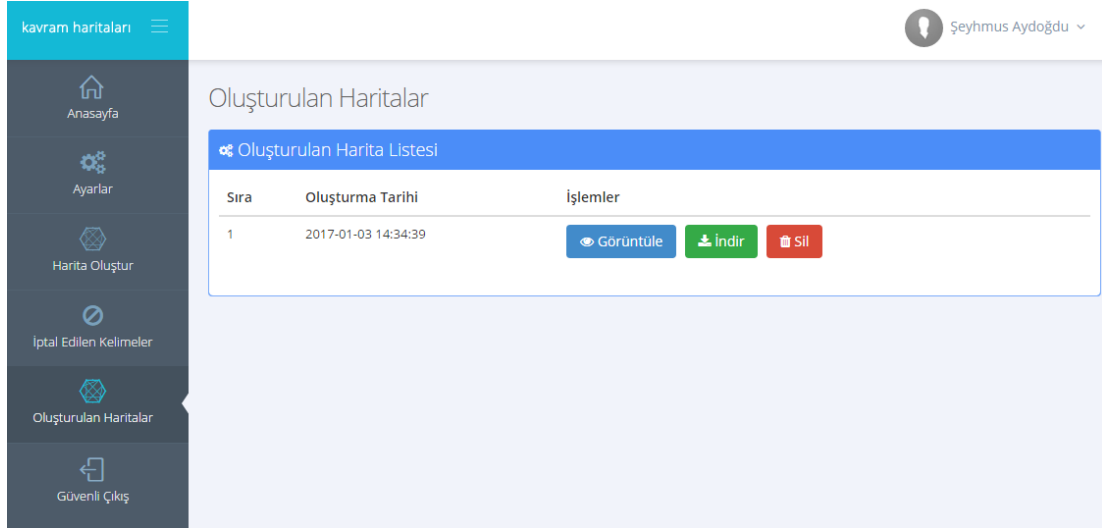 kavram haritaları
Şeyhmus Aydoğdu
Anasayfa
Ayarlar
Harita Oluştur
İptal Edilen Kelimeler
Oluşturulan Haritalar
Güvenli Çıkış
Oluşturulan Haritalar
Oluşturulan Harita Listesi
Sıra Oluşturma Tarihi İşlemler
1 2017-01-03 14:34:39 Görüntüle İndir Sil